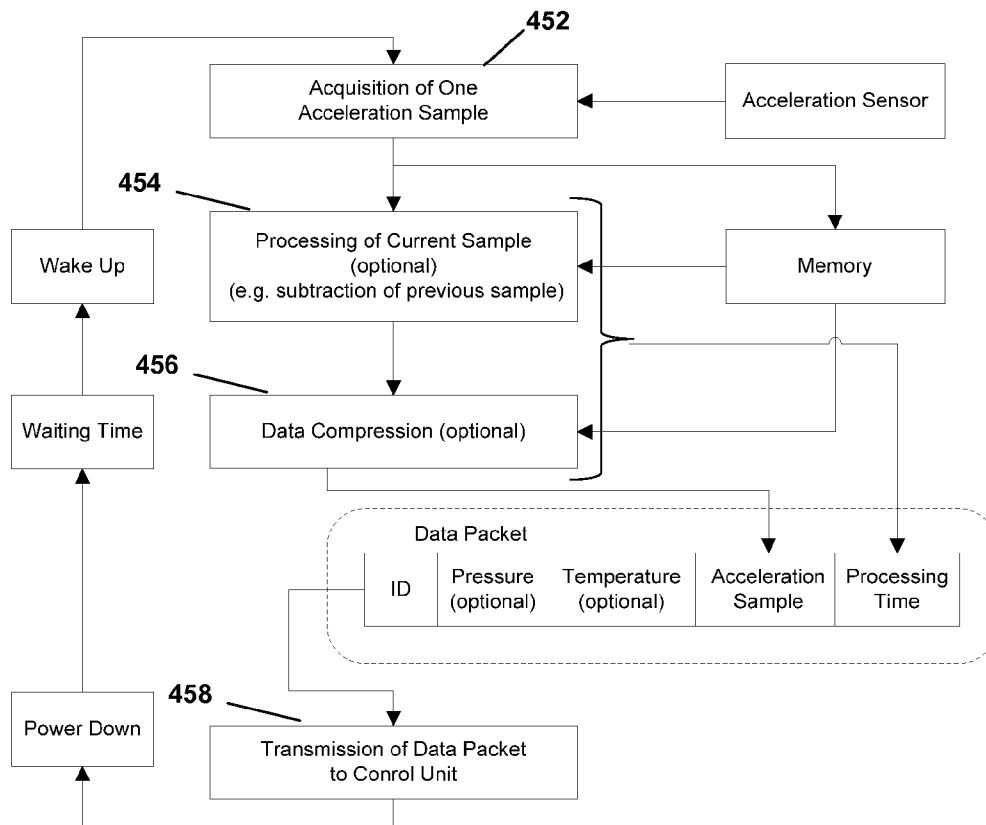 452
Acquisition of One
Acceleration Sample
Acceleration Sensor
454
Processing of Current Sample
(optional)
(e.g. subtraction of previous sample)
Wake Up
Memory
456
Waiting Time
Data Compression (optional)
Data Packet
ID
Pressure
(optional)
Temperature
(optional)
Acceleration
Sample
Processing
Time
458
Power Down
Transmission of Data Packet
to Conrol Unit